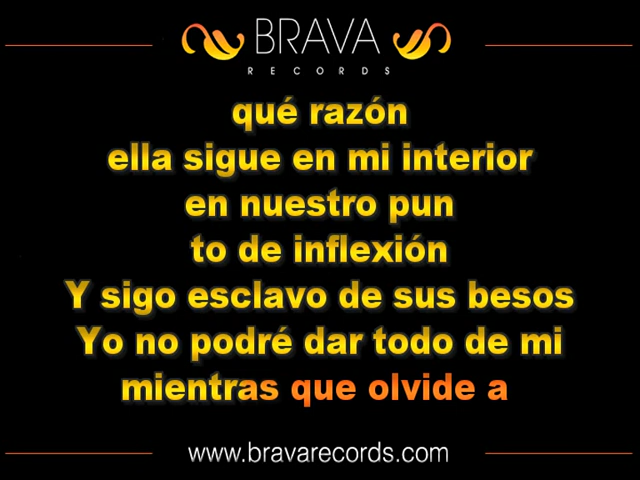 BRAVA
RECORDS
qué razón
ella sigue en mi interior
en nuestro pun
to de inflexión
Y sigo esclavo de sus besos
Yo no podré dar todo de mi
mientras que olvide a
www.bravarecords.com